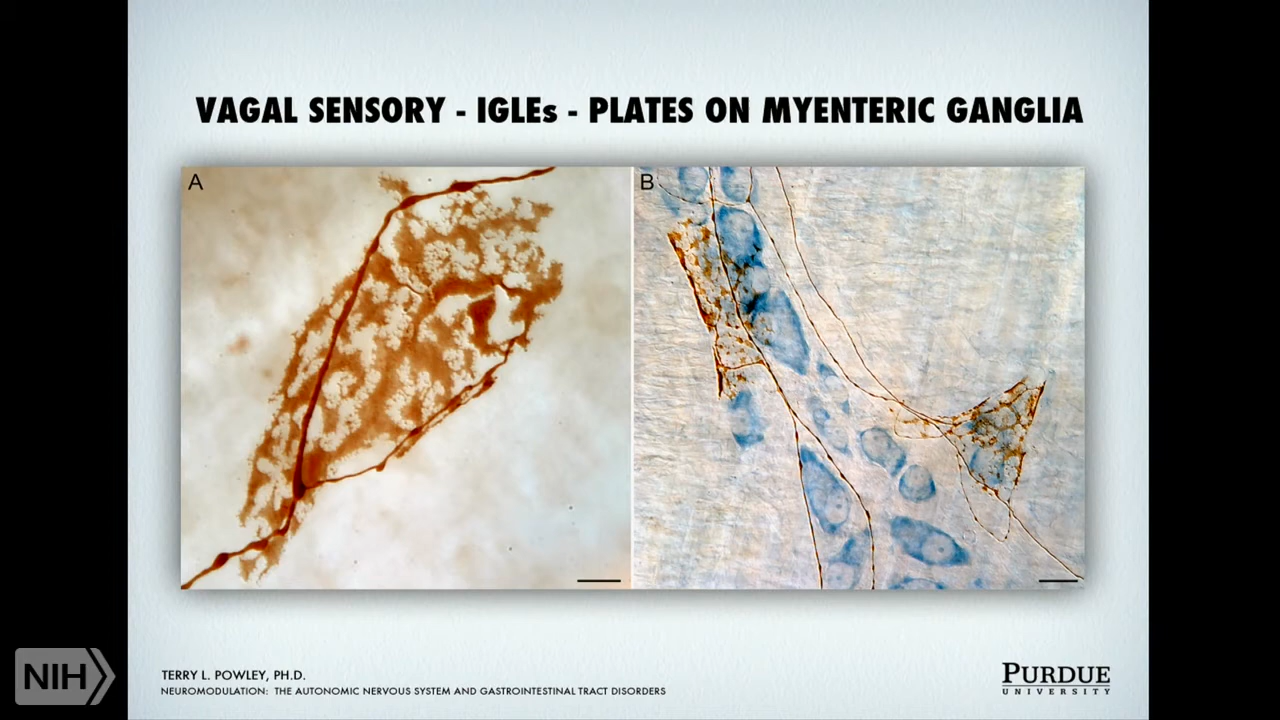 VAGAL SENSORY - IGLEs - PLATES ON MYENTERIC GANGLIA
A
B
NIH
TERRY L. POWLEY, PH.D.
NEUROMODULATION: THE AUTONOMIC NERVOUS SYSTEM AND GASTROINTESTINAL TRACT DISORDERS
PURDUE
UNIVERSITY